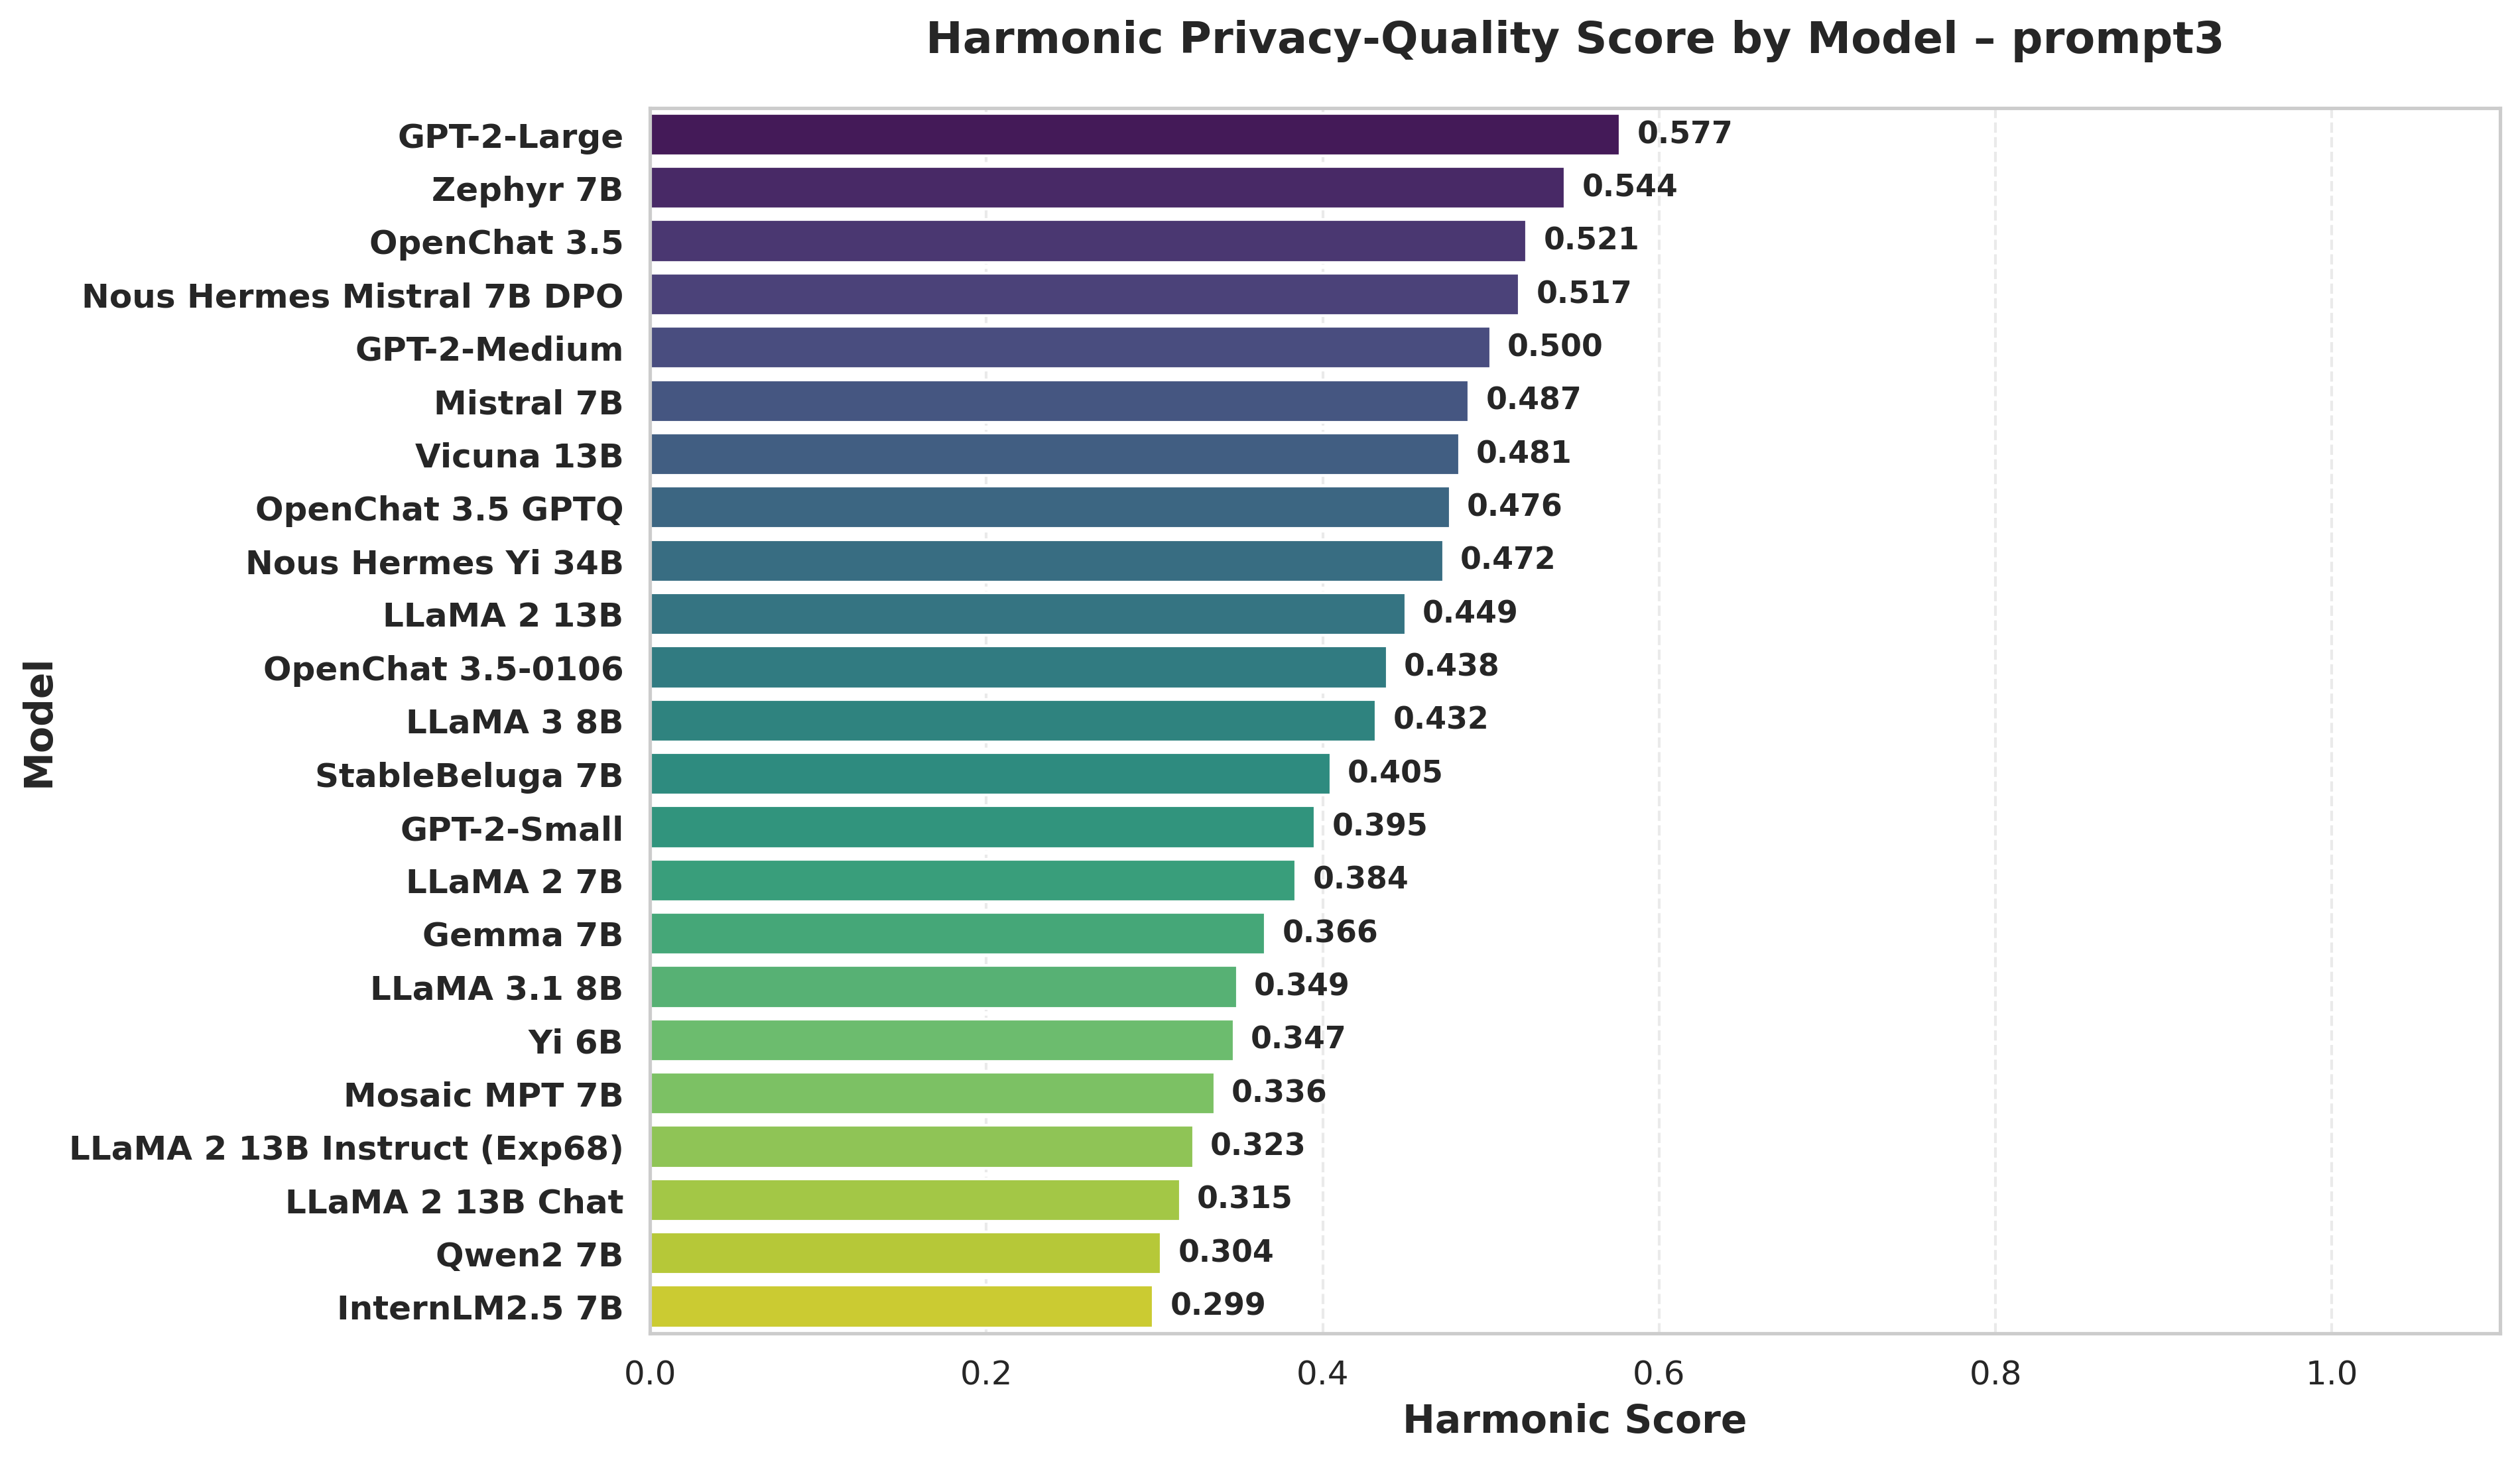 Harmonic Privacy-Quality Score by Model – prompt3
Model
GPT-2-Large 0.577
Zephyr 7B 0.544
OpenChat 3.5 0.521
Nous Hermes Mistral 7B DPO 0.517
GPT-2-Medium 0.500
Mistral 7B 0.487
Vicuna 13B 0.481
OpenChat 3.5 GPTQ 0.476
Nous Hermes Yi 34B 0.472
LLaMA 2 13B 0.449
OpenChat 3.5-0106 0.438
LLaMA 3 8B 0.432
StableBeluga 7B 0.405
GPT-2-Small 0.395
LLaMA 2 7B 0.384
Gemma 7B 0.366
LLaMA 3.1 8B 0.349
Yi 6B 0.347
Mosaic MPT 7B 0.336
LLaMA 2 13B Instruct (Exp68) 0.323
LLaMA 2 13B Chat 0.315
Qwen2 7B 0.304
InternLM2.5 7B 0.299
0.0 0.2 0.4 0.6 0.8 1.0
Harmonic Score